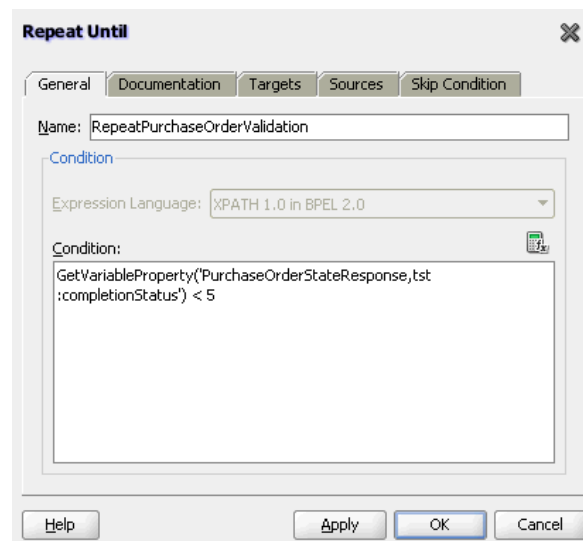 Repeat Until
General Documentation Targets Sources Skip Condition
Name: RepeatPurchaseOrderValidation
Condition
Expression Language: XPATH 1.0 in BPEL 2.0
Condition:
GetVariableProperty('PurchaseOrderStateResponse,tst
:completionStatus') < 5
Help Apply OK Cancel